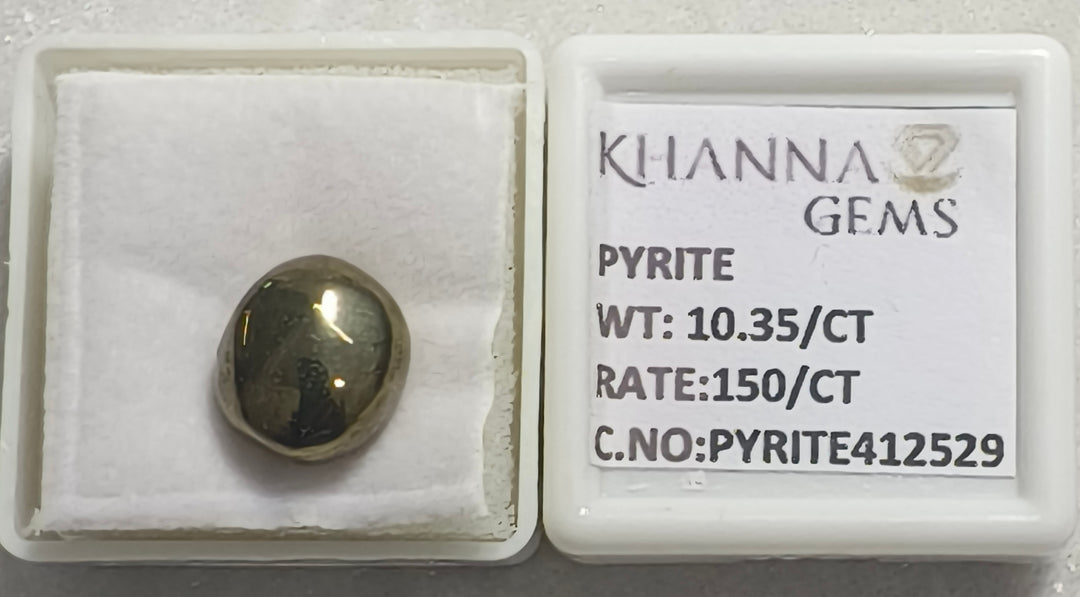 KHANNA
GEMS
PYRITE
WT: 10.35/CT
RATE:150/CT
C.NO:PYRITE412529